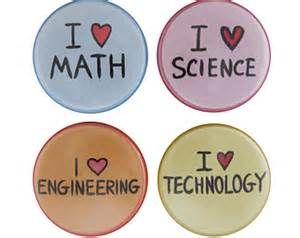 I ♥
MATH
I ♥
SCIENCE
I ♥
ENGINEERING
I ♥
TECHNOLOGY